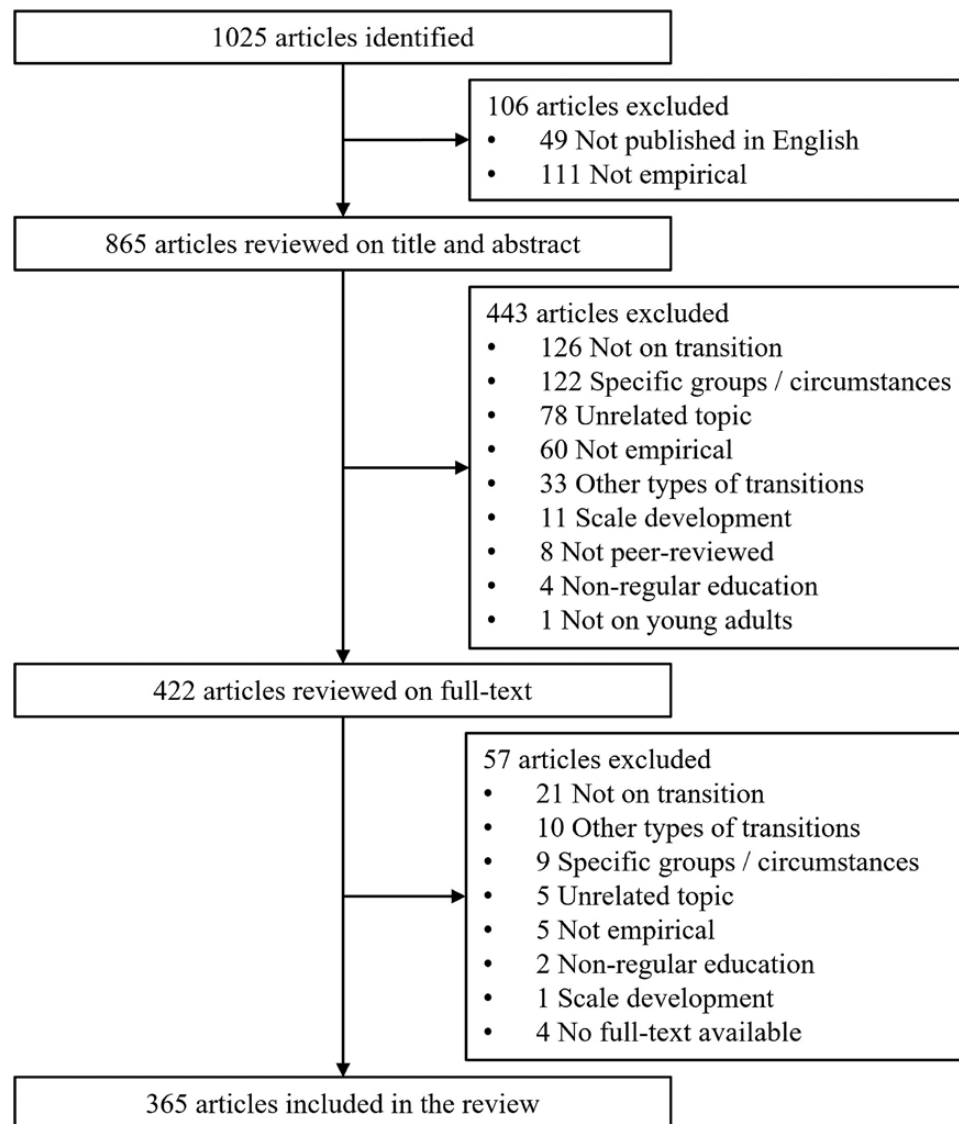 1025 articles identified
106 articles excluded
• 49 Not published in English
• 111 Not empirical
865 articles reviewed on title and abstract
443 articles excluded
• 126 Not on transition
• 122 Specific groups / circumstances
• 78 Unrelated topic
• 60 Not empirical
• 33 Other types of transitions
• 11 Scale development
• 8 Not peer-reviewed
• 4 Non-regular education
• 1 Not on young adults
422 articles reviewed on full-text
57 articles excluded
• 21 Not on transition
• 10 Other types of transitions
• 9 Specific groups / circumstances
• 5 Unrelated topic
• 5 Not empirical
• 2 Non-regular education
• 1 Scale development
• 4 No full-text available
365 articles included in the review